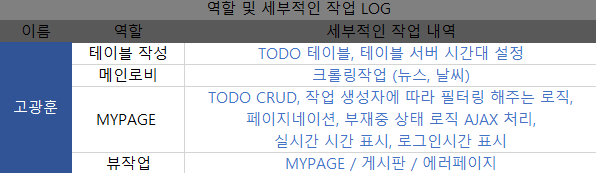 역할 및 세부적인 작업 LOG
이름 역할 세부적인 작업 내역
고광훈
테이블 작성 TODO 테이블, 테이블 서버 시간대 설정
메인로비 크롤링작업 (뉴스, 날씨)
MYPAGE
TODO CRUD, 작업 생성자에 따라 필터링 해주는 로직,
페이지네이션, 부재중 상태 로직 AJAX 처리,
실시간 시간 표시, 로그인시간 표시
뷰작업 MYPAGE / 게시판 / 에러페이지